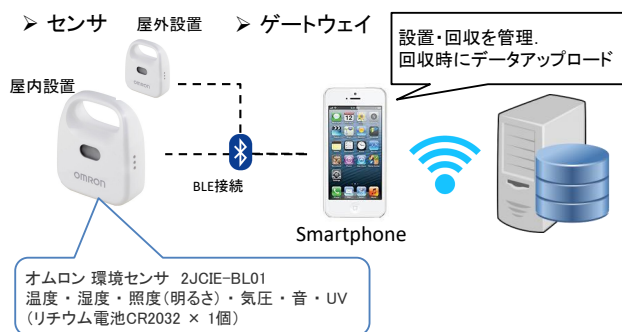 ➢ センサ
屋外設置
➢ ゲートウェイ
設置・回収を管理.
回収時にデータアップロード
屋内設置
OMRON
BLE接続
Smartphone
オムロン 環境センサ 2JCIE-BL01
温度・湿度・照度(明るさ)・気圧・音・UV
(リチウム電池CR2032 × 1個)